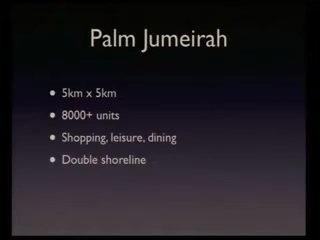 Palm Jumeirah
• 5km x 5km
• 8000+ units
• Shopping, leisure, dining
• Double shoreline